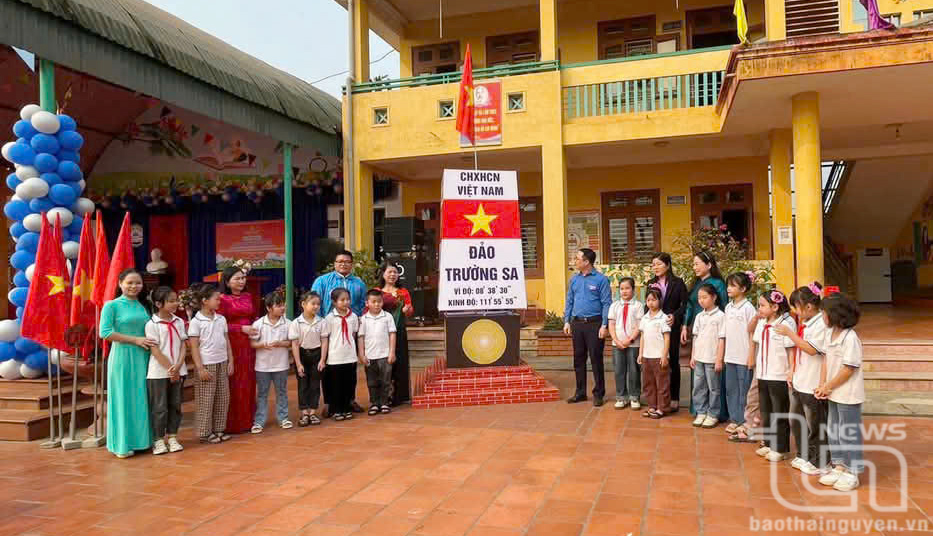 CHXHCN
VIỆT NAM
ĐẢO
TRƯỜNG SA
VĨ ĐỘ: 08° 38' 30"
KINH ĐỘ: 111° 55' 55"
NEWS
TN
baothainguyen.vn